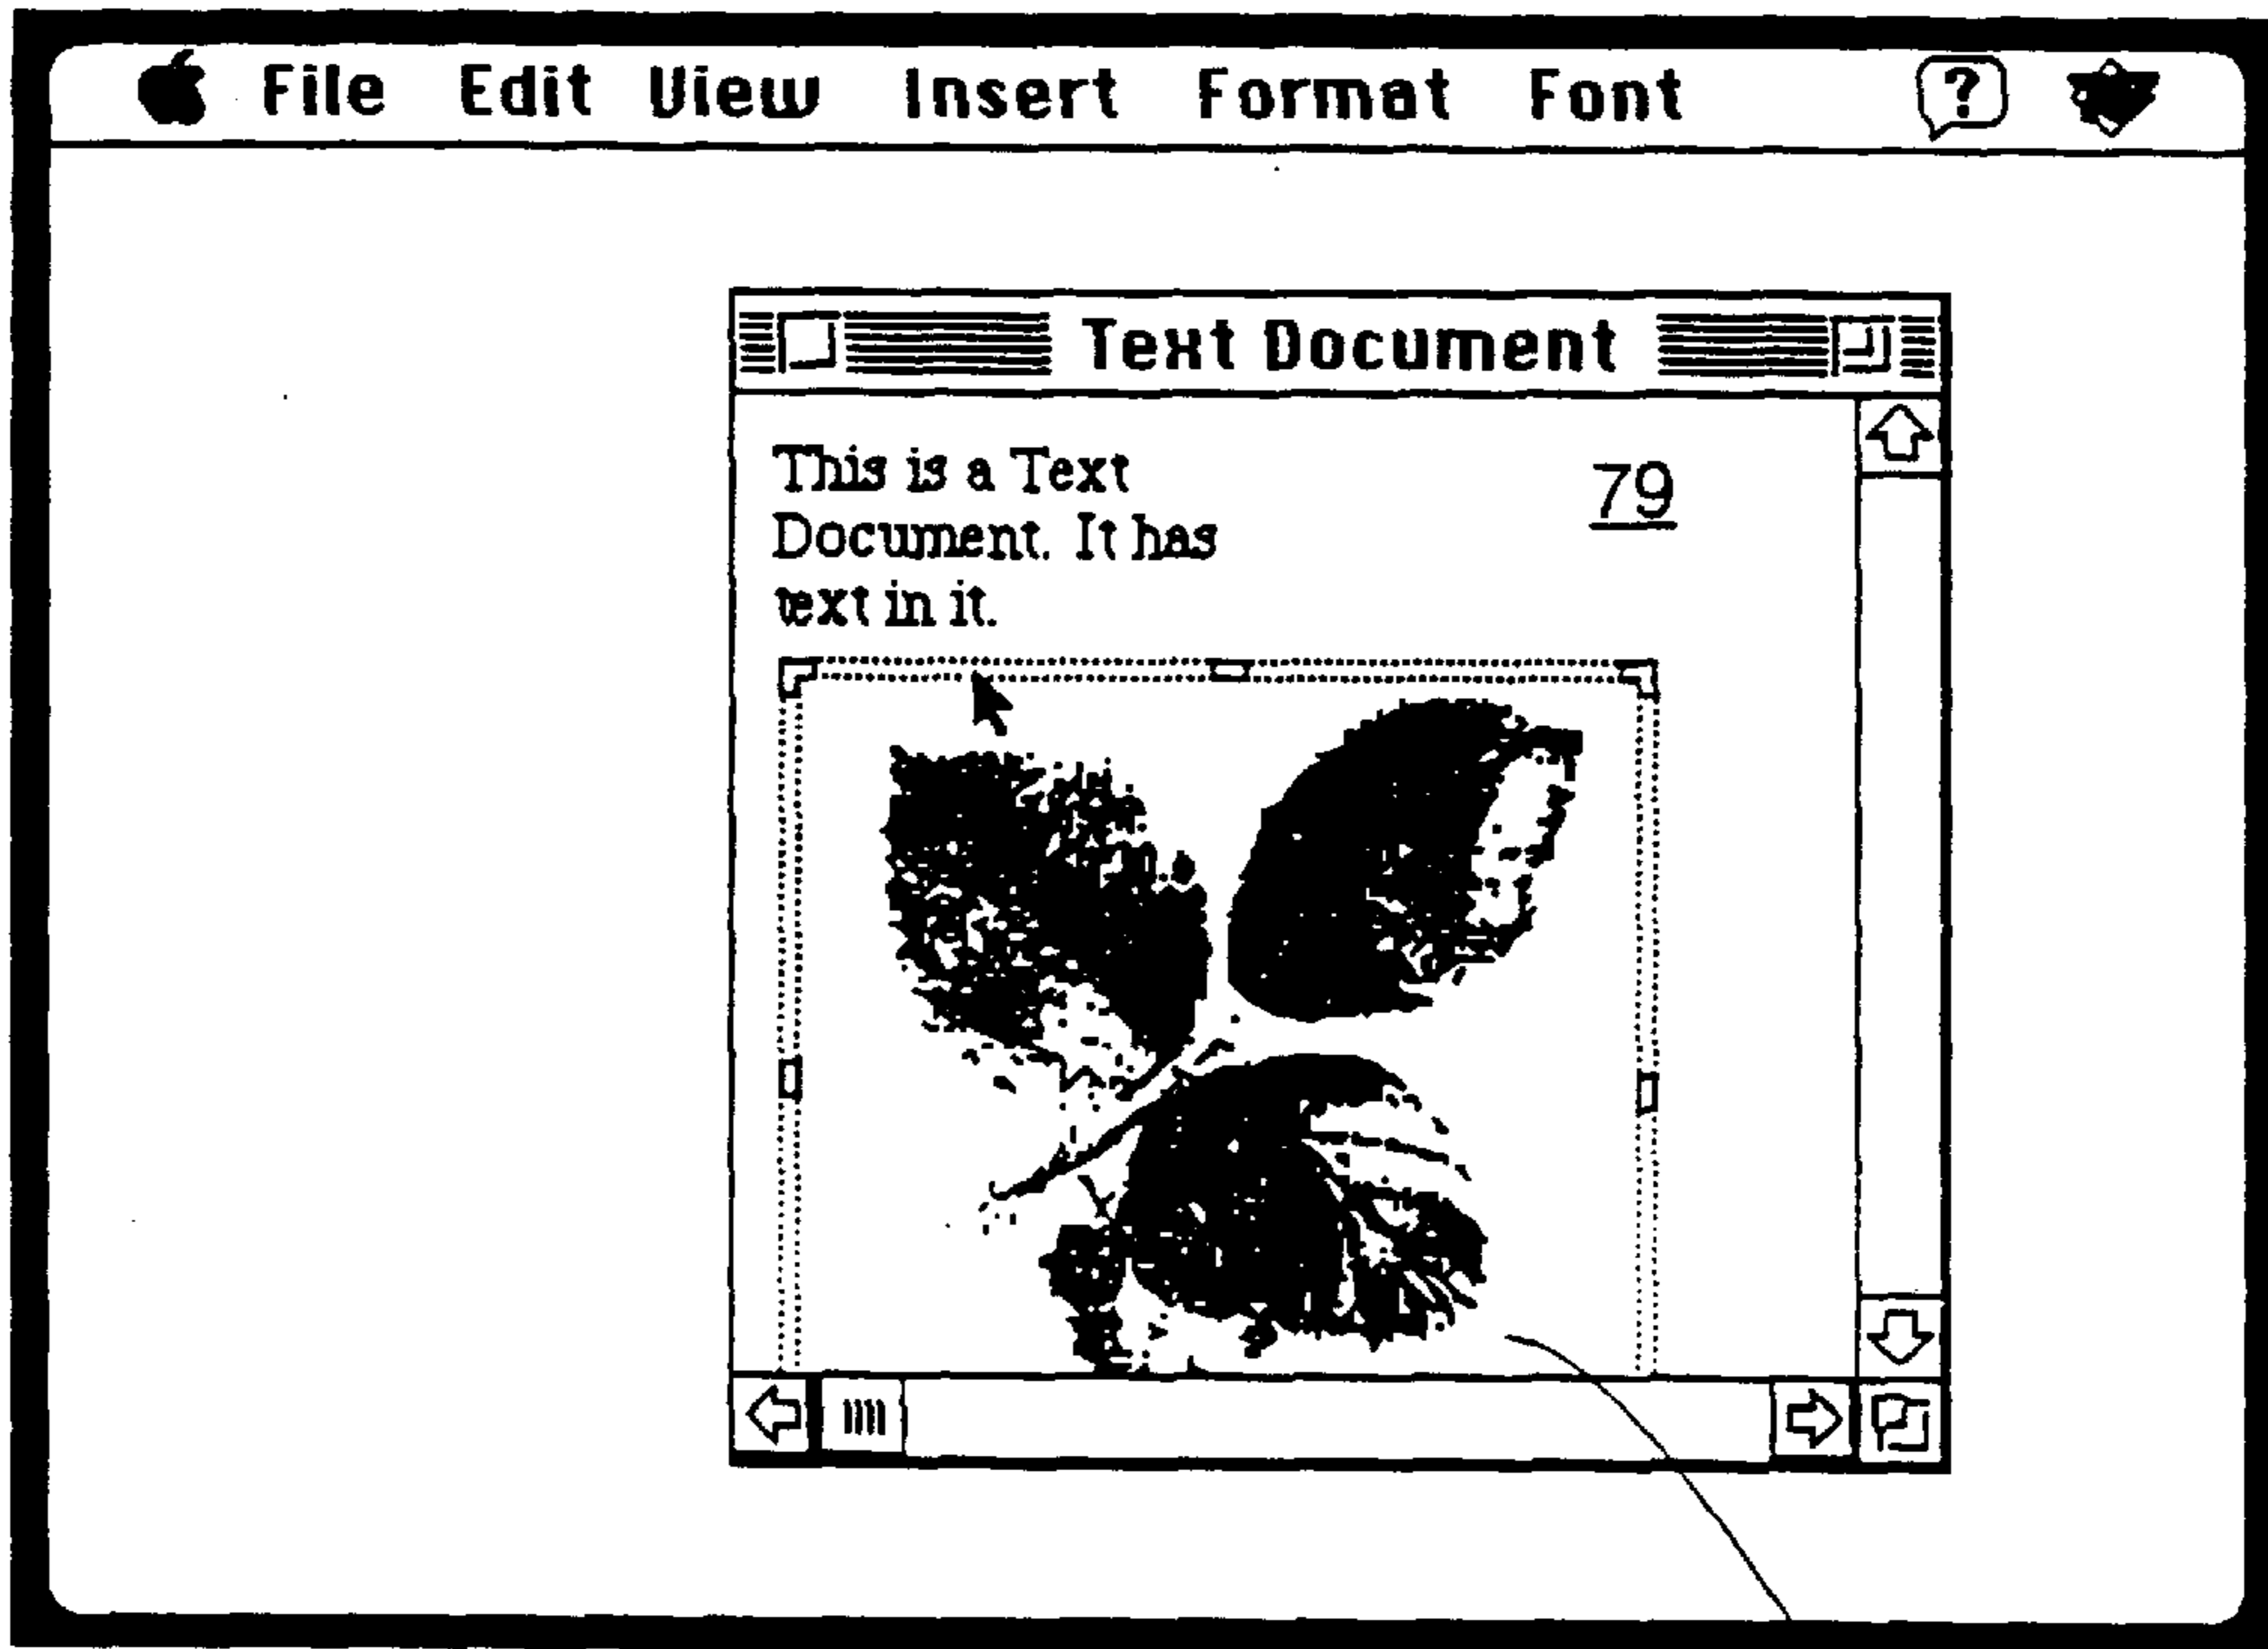 File Edit View Insert Format Font ?
Text Document
This is a Text
79
Document. It has
text in it.